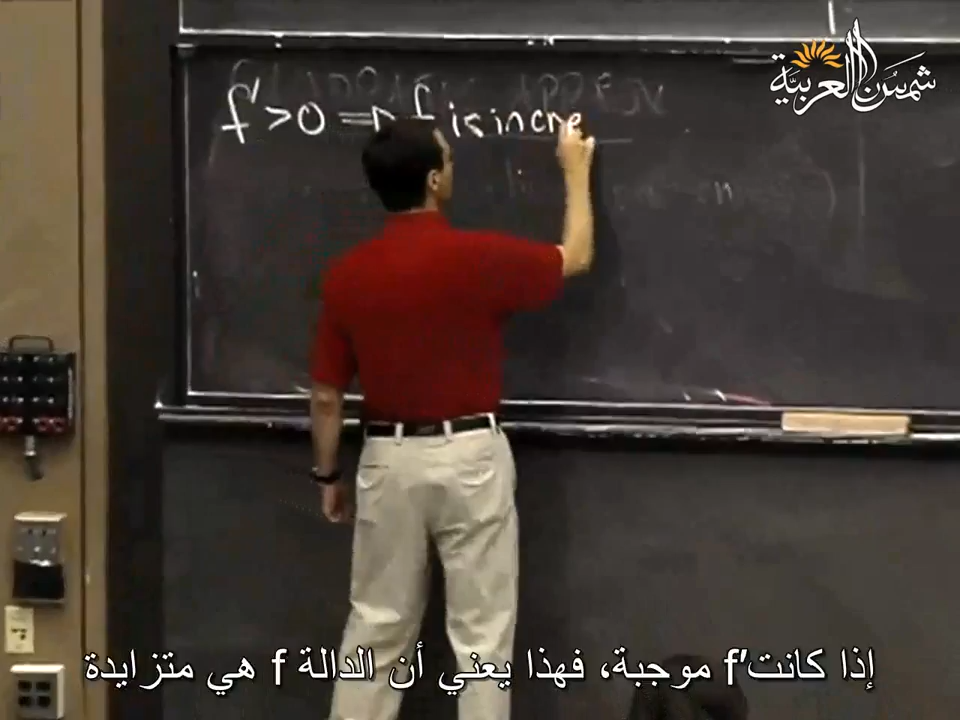 شمس العربية
f' > 0 ⇒ f is incre
إذا كانت f' موجبة، فهذا يعني أن الدالة f هي متزايدة